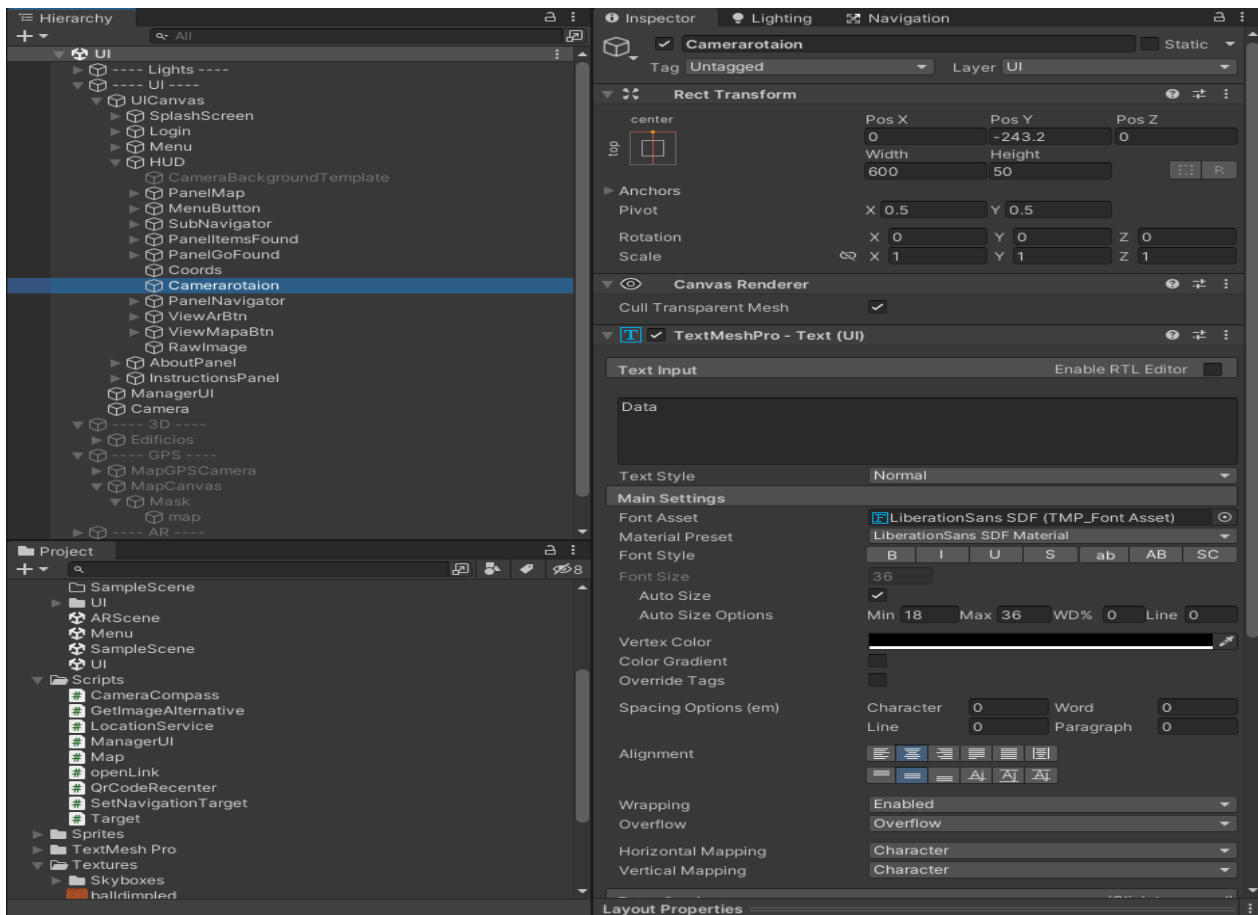 Hierarchy
All
UI
---- Lights ----
---- UI ----
UICanvas
SplashScreen
Login
Menu
HUD
CameraBackgroundTemplate
PanelMap
MenuButton
SubNavigator
PanelItemsFound
PanelGoFound
Coords
Camerarotaion
PanelNavigator
ViewArBtn
ViewMapaBtn
RawImage
AboutPanel
InstructionsPanel
ManagerUI
Camera
---- 3D ----
Edificios
---- GPS ----
MapGPSCamera
MapCanvas
Mask
map
---- AR ----
Project
8
SampleScene
UI
ARScene
Menu
SampleScene
UI
Scripts
# CameraCompass
# GetImageAlternative
# LocationService
# ManagerUI
# Map
# openLink
# QrCodeRecenter
# SetNavigationTarget
# Target
Sprites
TextMesh Pro
Textures
Skyboxes
balldimpled
Inspector Lighting Navigation
Camerarotaion Static
Tag Untagged Layer UI
Rect Transform
center Pos X Pos Y Pos Z
top 0 -243.2 0
Width Height
600 50 R
Anchors
Pivot X 0.5 Y 0.5
Rotation X 0 Y 0 Z 0
Scale X 1 Y 1 Z 1
Canvas Renderer
Cull Transparent Mesh
T TextMeshPro - Text (UI)
Text Input Enable RTL Editor
Data
Text Style Normal
Main Settings
Font Asset LiberationSans SDF (TMP_Font Asset)
Material Preset LiberationSans SDF Material
Font Style B I U S ab AB SC
Font Size 36
Auto Size
Auto Size Options Min 18 Max 36 WD% 0 Line 0
Vertex Color
Color Gradient
Override Tags
Spacing Options (em) Character 0 Word 0
Line 0 Paragraph 0
Alignment
Wrapping Enabled
Overflow Overflow
Horizontal Mapping Character
Vertical Mapping Character
Layout Properties